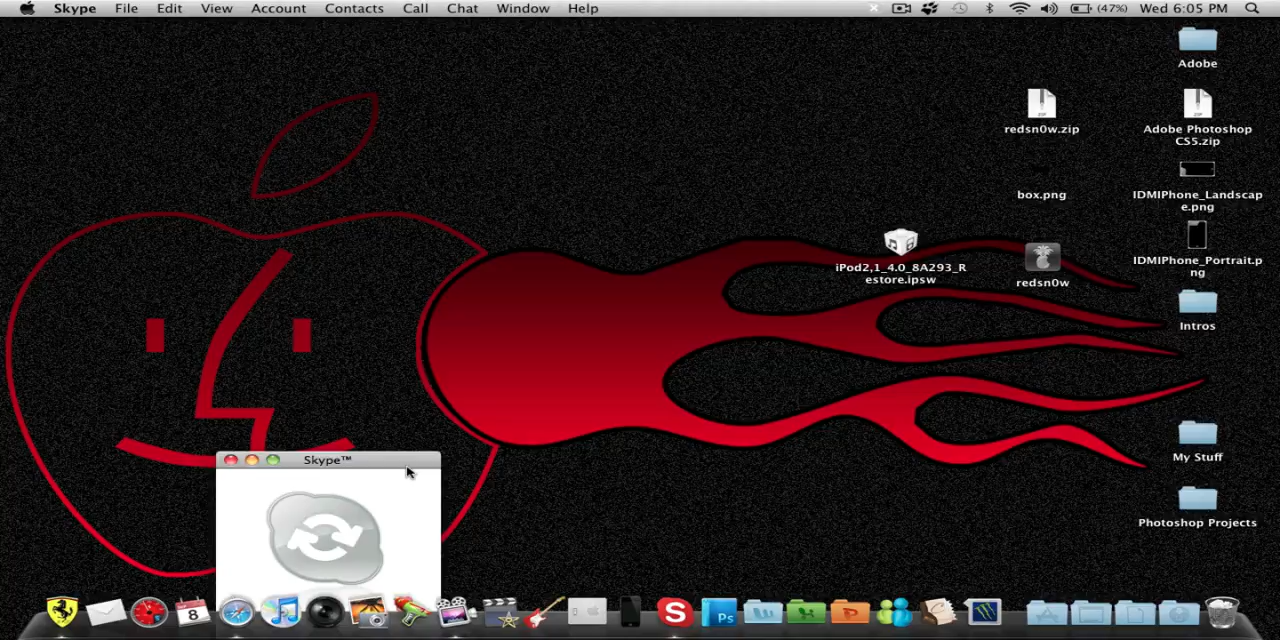 Skype File Edit View Account Contacts Call Chat Window Help (47%) Wed 6:05 PM
Adobe
redsn0w.zip
Adobe Photoshop
CS5.zip
box.png
IDMIPhone_Landscap
e.png
iPod2,1_4.0_8A293_R
estore.ipsw
redsn0w
IDMIPhone_Portrait.p
ng
Intros
My Stuff
Skype™
Photoshop Projects
8
S
Ps
W
P